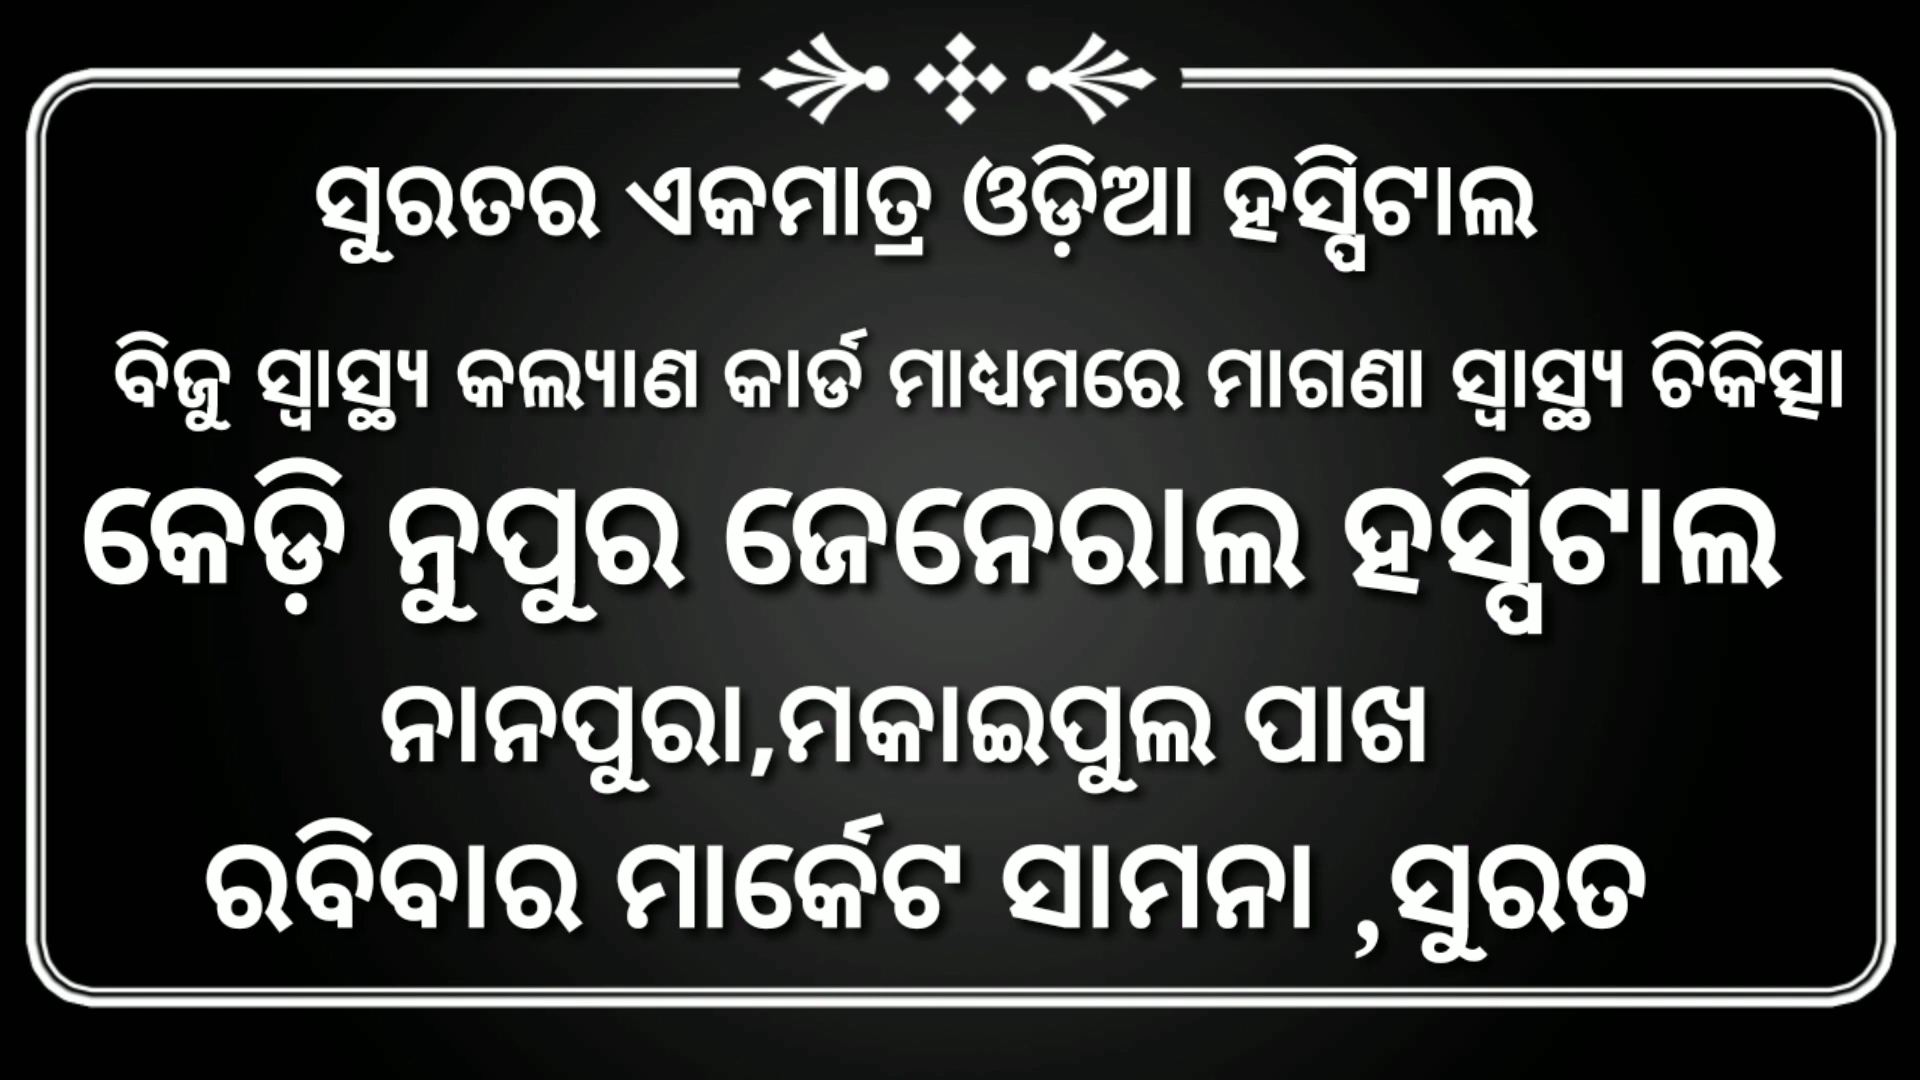 ସୁରତର ଏକମାତ୍ର ଓଡ଼ିଆ ହସ୍ପିଟାଲ
ବିଜୁ ସ୍ୱାସ୍ଥ୍ୟ କଲ୍ୟାଣ କାର୍ଡ ମାଧ୍ୟମରେ ମାଗଣା ସ୍ୱାସ୍ଥ୍ୟ ଚିକିତ୍ସା
କେଡ଼ି ନୁପୁର ଜେନେରାଲ ହସ୍ପିଟାଲ
ନାନପୁରା,ମକାଇପୁଲ ପାଖ
ରବିବାର ମାର୍କେଟ ସାମନା ,ସୁରତ